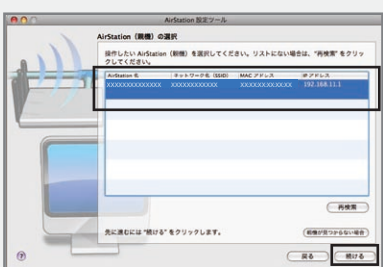 AirStation 設定ツール
AirStation (親機) の選択
操作したい AirStation (親機) を選択してください。リストにない場合は、"再検索" をクリッ
クしてください。
AirStation 名 ネットワーク名 (SSID) MAC アドレス IP アドレス
XXXXXXXXXXXXXX XXXXXXXXXXXX XX:XX:XX:XX:XX:XX 192.168.11.1
再検索
先に進むには "続ける" をクリックします。
親機が見つからない場合
?
戻る 続ける